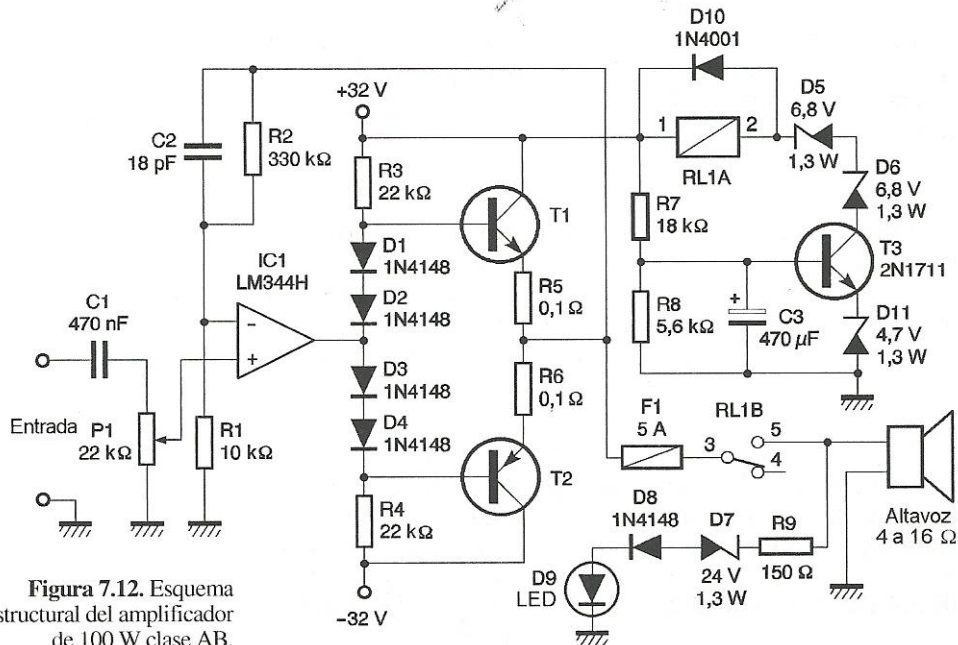 D10
1N4001
D5
6,8 V
1,3 W
+32 V
1
2
RL1A
D6
6,8 V
1,3 W
C2
18 pF
R2
330 kΩ
R3
22 kΩ
T1
R7
18 kΩ
T3
2N1711
D1
1N4148
IC1
LM344H
D2
1N4148
R5
0,1 Ω
R8
5,6 kΩ
+
C3
470 µF
D11
4,7 V
1,3 W
C1
470 nF
−
+
D3
1N4148
R6
0,1 Ω
F1
5 A
RL1B
3
5
4
Entrada
P1
22 kΩ
R1
10 kΩ
D4
1N4148
T2
R4
22 kΩ
D8
1N4148
D7
24 V
1,3 W
R9
150 Ω
Altavoz
4 a 16 Ω
D9
LED
−32 V
Figura 7.12. Esquema
structural del amplificador
de 100 W clase AB.